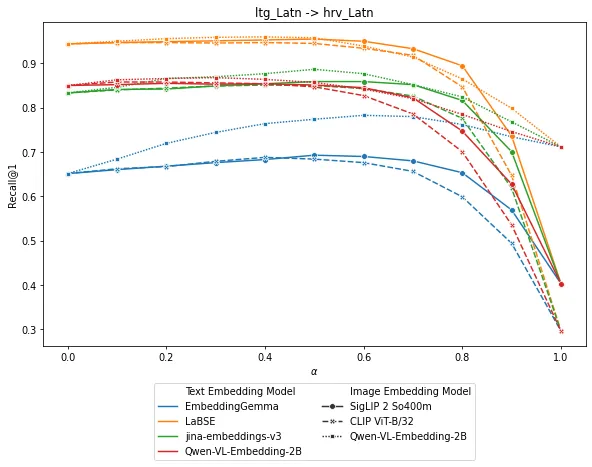 ltg_Latn -> hrv_Latn
Recall@1
0.9
0.8
0.7
0.6
0.5
0.4
0.3
0.0 0.2 0.4 0.6 0.8 1.0
α
Text Embedding Model Image Embedding Model
EmbeddingGemma SigLIP 2 So400m
LaBSE CLIP ViT-B/32
jina-embeddings-v3 Qwen-VL-Embedding-2B
Qwen-VL-Embedding-2B